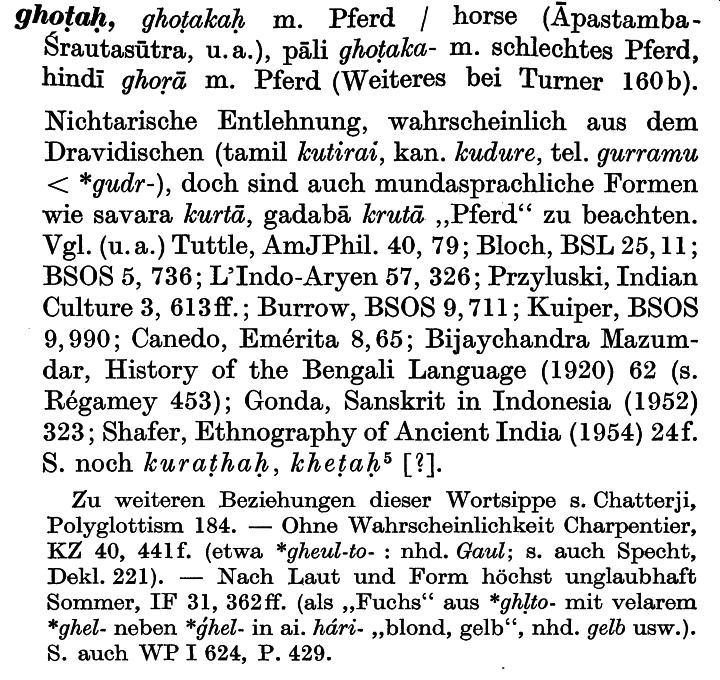 ghoṭaḥ, ghoṭakaḥ m. Pferd / horse (Āpastamba-
Śrautasūtra, u. a.), pāli ghoṭaka- m. schlechtes Pferd,
hindī ghoṛā m. Pferd (Weiteres bei Turner 160b).
Nichtarische Entlehnung, wahrscheinlich aus dem
Dravidischen (tamil kutirai, kan. kudure, tel. gurramu
< *gudr-), doch sind auch mundasprachliche Formen
wie savara kurtā, gadabā krutā „Pferd“ zu beachten.
Vgl. (u. a.) Tuttle, AmJPhil. 40, 79; Bloch, BSL 25, 11;
BSOS 5, 736; L’Indo-Aryen 57, 326; Przyluski, Indian
Culture 3, 613ff.; Burrow, BSOS 9, 711; Kuiper, BSOS
9, 990; Canedo, Emérita 8, 65; Bijaychandra Mazum-
dar, History of the Bengali Language (1920) 62 (s.
Régamey 453); Gonda, Sanskrit in Indonesia (1952)
323; Shafer, Ethnography of Ancient India (1954) 24f.
S. noch kuraṭhaḥ, kheṭaḥ⁵ [?].
Zu weiteren Beziehungen dieser Wortsippe s. Chatterji,
Polyglottism 184. — Ohne Wahrscheinlichkeit Charpentier,
KZ 40, 441f. (etwa *gheul-to- : nhd. Gaul; s. auch Specht,
Dekl. 221). — Nach Laut und Form höchst unglaubhaft
Sommer, IF 31, 362ff. (als „Fuchs“ aus *ghḷto- mit velarem
*ghel- neben *ǵhel- in ai. hári- „blond, gelb“, nhd. gelb usw.).
S. auch WP I 624, P. 429.